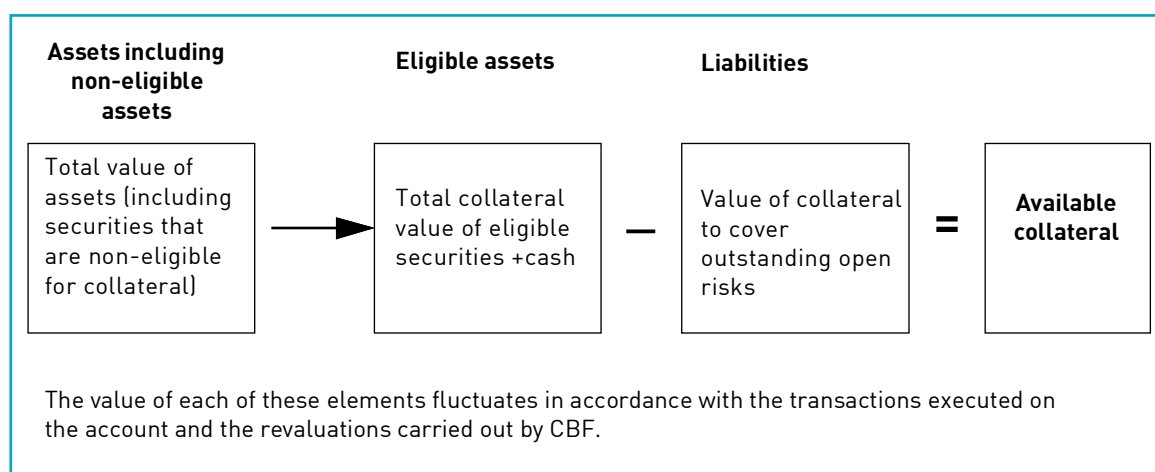 Assets including
non-eligible
assets
Eligible assets
Liabilities
Total value of
assets (including
securities that
are non-eligible
for collateral)
Total collateral
value of eligible
securities +cash
–
Value of collateral
to cover
outstanding open
risks
=
Available
collateral
The value of each of these elements fluctuates in accordance with the transactions executed on
the account and the revaluations carried out by CBF.